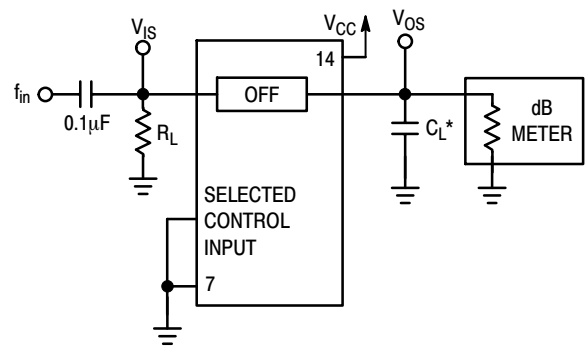 V_IS
V_CC
14
V_OS
f_in
0.1µF
R_L
OFF
C_L*
dB
METER
SELECTED
CONTROL
INPUT
7